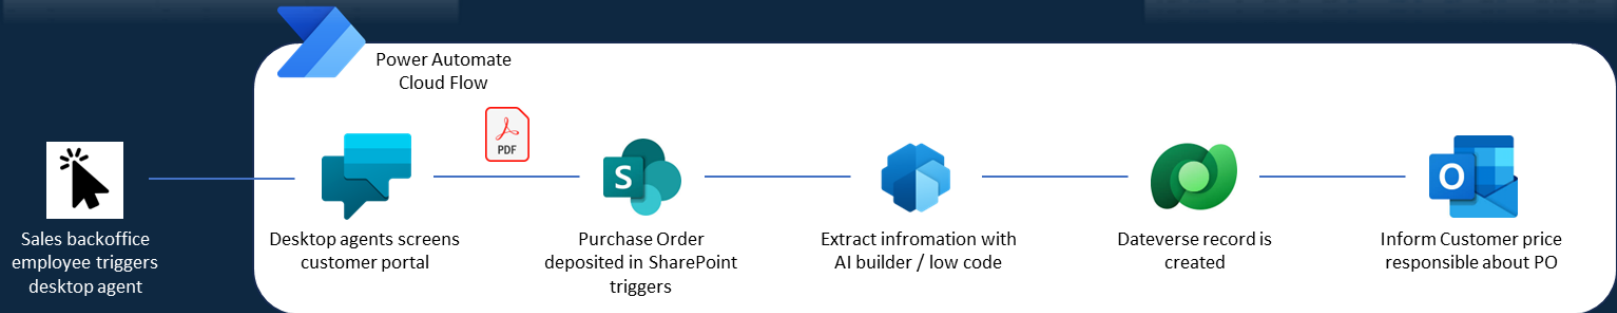 Power Automate
Cloud Flow
PDF
S
O
Sales backoffice
employee triggers
desktop agent
Desktop agents screens
customer portal
Purchase Order
deposited in SharePoint
triggers
Extract infromation with
AI builder / low code
Dateverse record is
created
Inform Customer price
responsible about PO